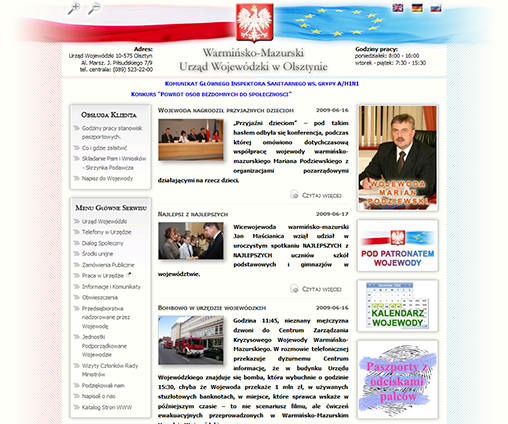 Adres:
Urząd Wojewódzki 10-575 Olsztyn
Al. Marsz. J. Piłsudskiego 7/9
tel. centrala: (089) 523-22-00
Warmińsko-Mazurski
Urząd Wojewódzki w Olsztynie
Godziny pracy:
poniedziałek: 8:00 - 16:00
wtorek - piątek: 7:30 - 15:30
Komunikat Głównego Inspektora Sanitarnego ws. grypy A/H1N1
Konkurs "Powrót osób bezdomnych do społeczności"
Obsługa Klienta
Godziny pracy stanowisk
paszportowych.
Co i gdzie załatwić
Składanie Pism i Wniosków
- Skrzynka Podawcza
Napisz do Wojewody
Menu Główne Serwisu
Urząd Wojewódzki
Telefony w Urzędzie
Dialog Społeczny
Środki unijne
Zamówienia Publiczne
Praca w Urzędzie
Informacje i Komunikaty
Obwieszczenia
Przedsiębiorstwa
nadzorowane przez
Wojewodę
Jednostki
Podporządkowane
Wojewodzie
Wizyty Członków Rady
Ministrów
Podziękowali nam
Napisali o nas
Katalog Stron WWW
Wojewoda nagrodził przyjaznych dzieciom 2009-06-16
„Przyjaźni dzieciom” – pod takim
hasłem odbyła się konferencja, podczas
której omówiono dotychczasową
współpracę wojewody warmińsko-
mazurskiego Mariana Podziewskiego z
organizacjami pozarządowymi
działającymi na rzecz dzieci.
Czytaj więcej
Najlepsi z najlepszych 2009-06-17
Wicewojewoda warmińsko-mazurski
Jan Maścianica wziął udział w
uroczystym spotkaniu NAJLEPSZYCH z
NAJLEPSZYCH uczniów szkół
podstawowych i gimnazjów w
województwie.
Czytaj więcej
Bombowo w urzędzie wojewódzkim 2009-06-16
Godzina 11:45, nieznany mężczyzna
dzwoni do Centrum Zarządzania
Kryzysowego Wojewody Warmińsko-
Mazurskiego. W rozmowie telefonicznej
przekazuje dyżurnemu Centrum
informację, że w budynku Urzędu
Wojewódzkiego znajduje się bomba, która wybuchnie o godzinie
15:30, chyba że Wojewoda przekaże 1 mln zł, w używanych
stuzłotowych banknotach, w miejsce, które sprawca wskaże w
późniejszym czasie – to nie scenariusz filmu, ale ćwiczeń
ewakuacyjnych przeprowadzonych w Warmińsko-Mazurskim
WOJEWODA
MARIAN
PODZIEWSKI
POD PATRONATEM
WOJEWODY
KALENDARZ
WOJEWODY
Paszporty z
odciskami
palców